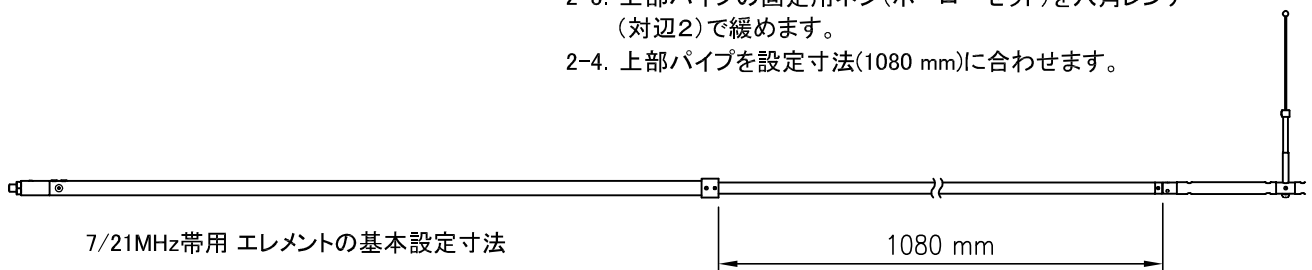 (対辺2)で緩めます。
2-4. 上部パイプを設定寸法(1080 mm)に合わせます。
7/21MHz帯用 エレメントの基本設定寸法
1080 mm